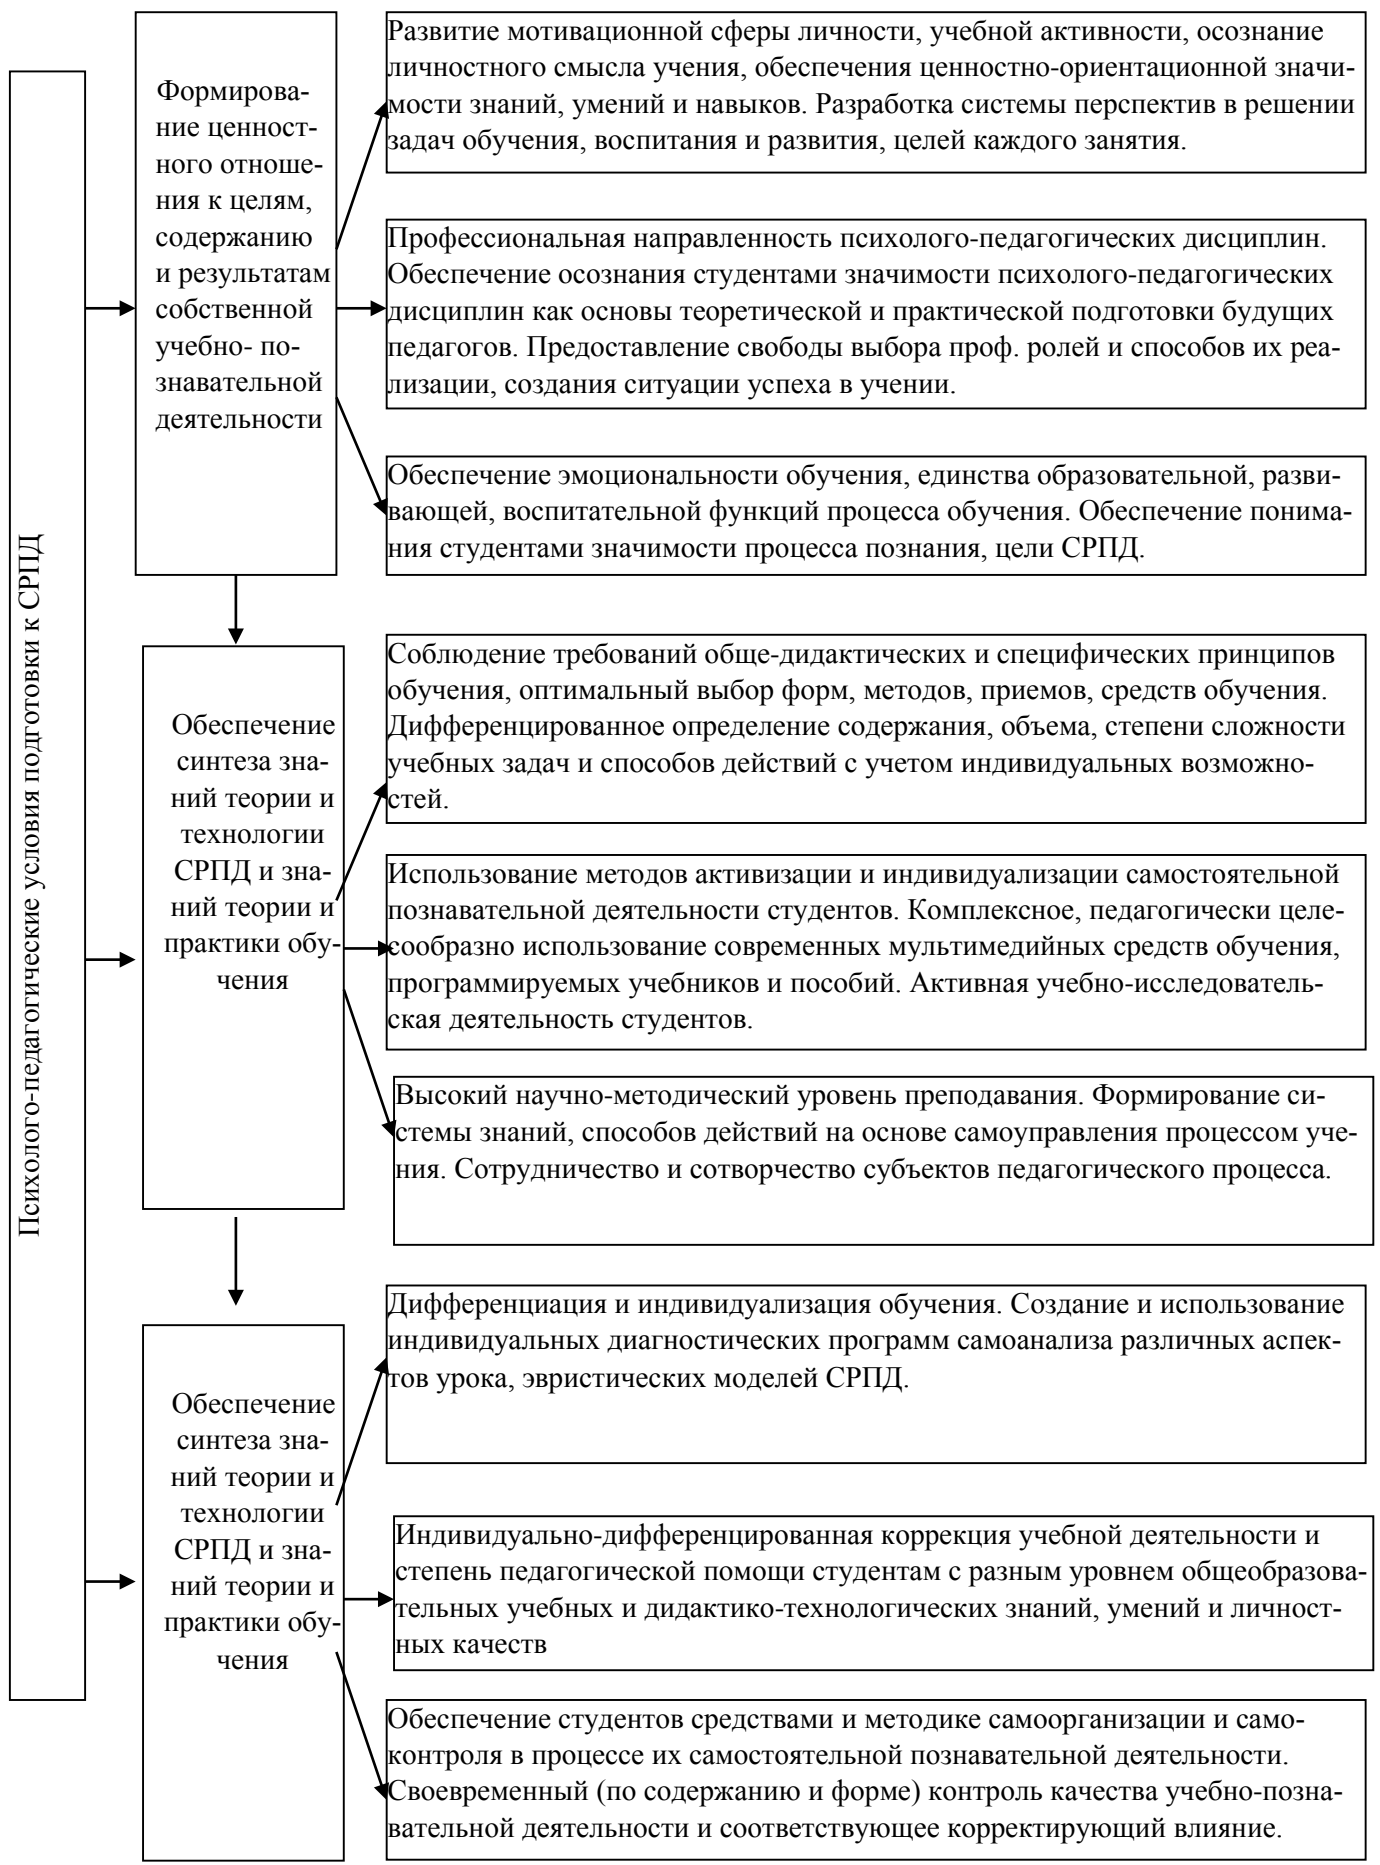 Психолого-педагогические условия подготовки к СРПД
Формирова-
ние ценност-
ного отноше-
ния к целям,
содержанию
и результатам
собственной
учебно- по-
знавательной
деятельности
Развитие мотивационной сферы личности, учебной активности, осознание
личностного смысла учения, обеспечения ценностно-ориентационной значи-
мости знаний, умений и навыков. Разработка системы перспектив в решении
задач обучения, воспитания и развития, целей каждого занятия.
Профессиональная направленность психолого-педагогических дисциплин.
Обеспечение осознания студентами значимости психолого-педагогических
дисциплин как основы теоретической и практической подготовки будущих
педагогов. Предоставление свободы выбора проф. ролей и способов их реа-
лизации, создания ситуации успеха в учении.
Обеспечение эмоциональности обучения, единства образовательной, разви-
вающей, воспитательной функций процесса обучения. Обеспечение понима-
ния студентами значимости процесса познания, цели СРПД.
Обеспечение
синтеза зна-
ний теории и
технологии
СРПД и зна-
ний теории и
практики обу-
чения
Соблюдение требований обще-дидактических и специфических принципов
обучения, оптимальный выбор форм, методов, приемов, средств обучения.
Дифференцированное определение содержания, объема, степени сложности
учебных задач и способов действий с учетом индивидуальных возможно-
стей.
Использование методов активизации и индивидуализации самостоятельной
познавательной деятельности студентов. Комплексное, педагогически целе-
сообразно использование современных мультимедийных средств обучения,
программируемых учебников и пособий. Активная учебно-исследователь-
ская деятельность студентов.
Высокий научно-методический уровень преподавания. Формирование си-
стемы знаний, способов действий на основе самоуправления процессом уче-
ния. Сотрудничество и сотворчество субъектов педагогического процесса.
Обеспечение
синтеза зна-
ний теории и
технологии
СРПД и зна-
ний теории и
практики обу-
чения
Дифференциация и индивидуализация обучения. Создание и использование
индивидуальных диагностических программ самоанализа различных аспек-
тов урока, эвристических моделей СРПД.
Индивидуально-дифференцированная коррекция учебной деятельности и
степень педагогической помощи студентам с разным уровнем общеобразова-
тельных учебных и дидактико-технологических знаний, умений и личност-
ных качеств
Обеспечение студентов средствами и методике самоорганизации и само-
контроля в процессе их самостоятельной познавательной деятельности.
Своевременный (по содержанию и форме) контроль качества учебно-позна-
вательной деятельности и соответствующее корректирующий влияние.